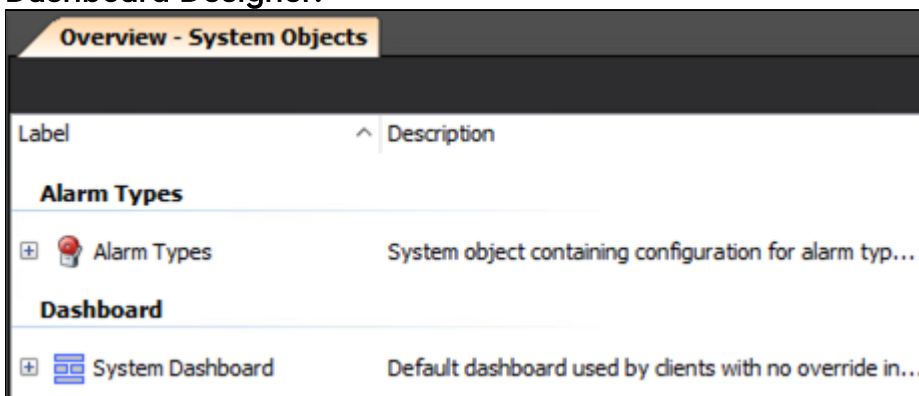 Dashboard Designer.
Overview - System Objects
Label Description
Alarm Types
Alarm Types System object containing configuration for alarm typ...
Dashboard
System Dashboard Default dashboard used by clients with no override in...